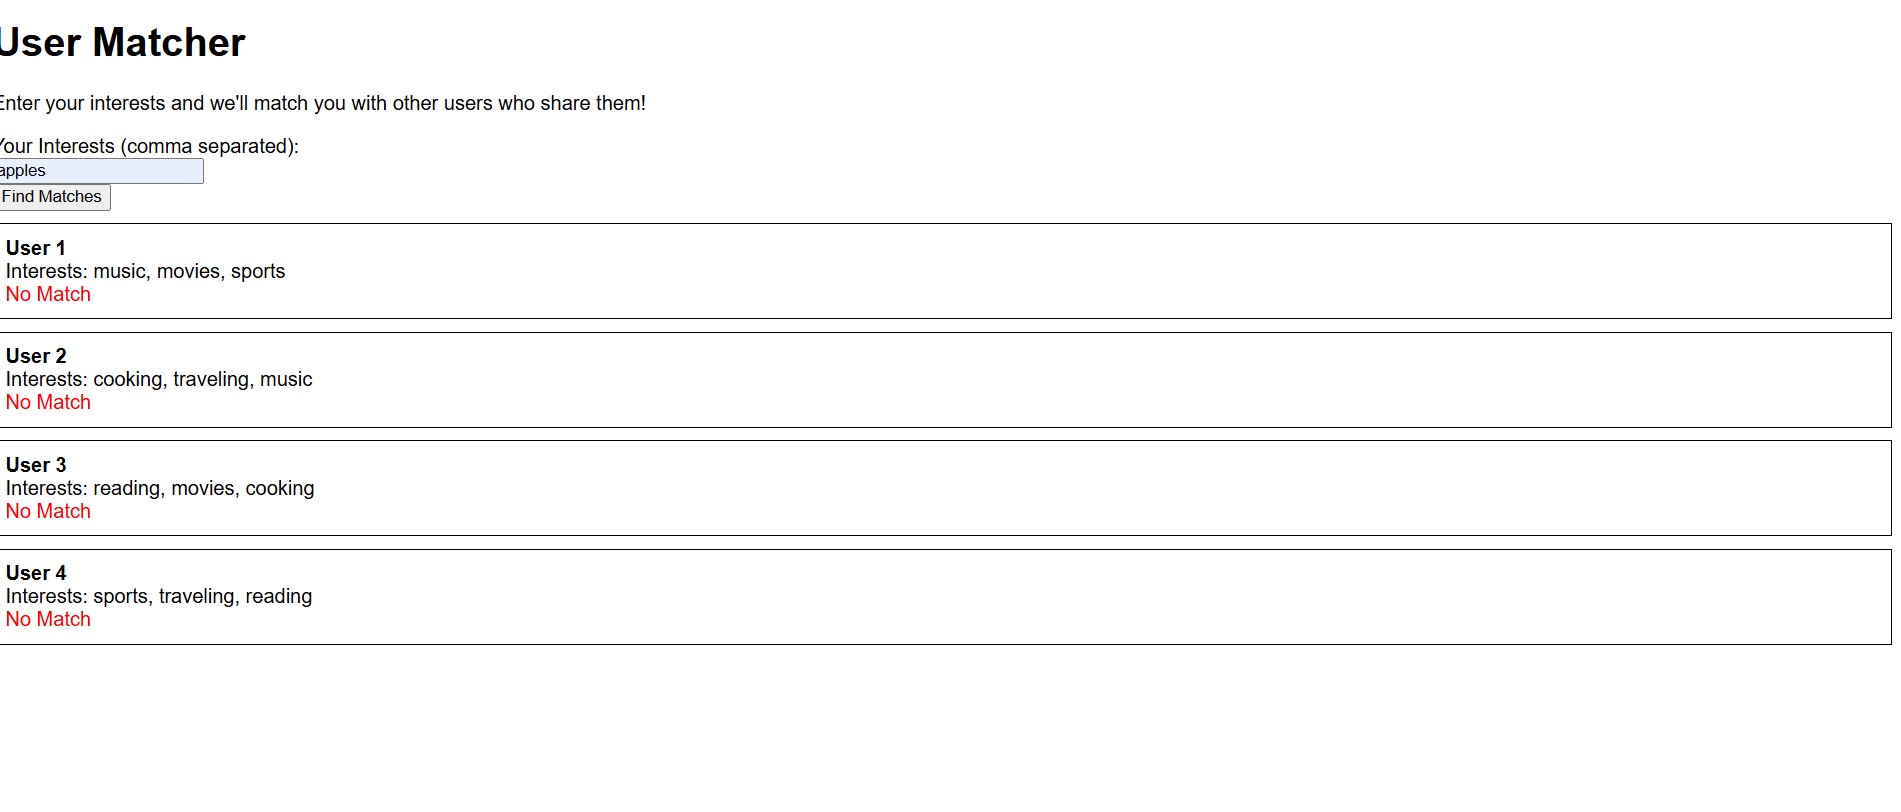 User Matcher
Enter your interests and we'll match you with other users who share them!
Your Interests (comma separated):
apples
Find Matches
User 1
Interests: music, movies, sports
No Match
User 2
Interests: cooking, traveling, music
No Match
User 3
Interests: reading, movies, cooking
No Match
User 4
Interests: sports, traveling, reading
No Match